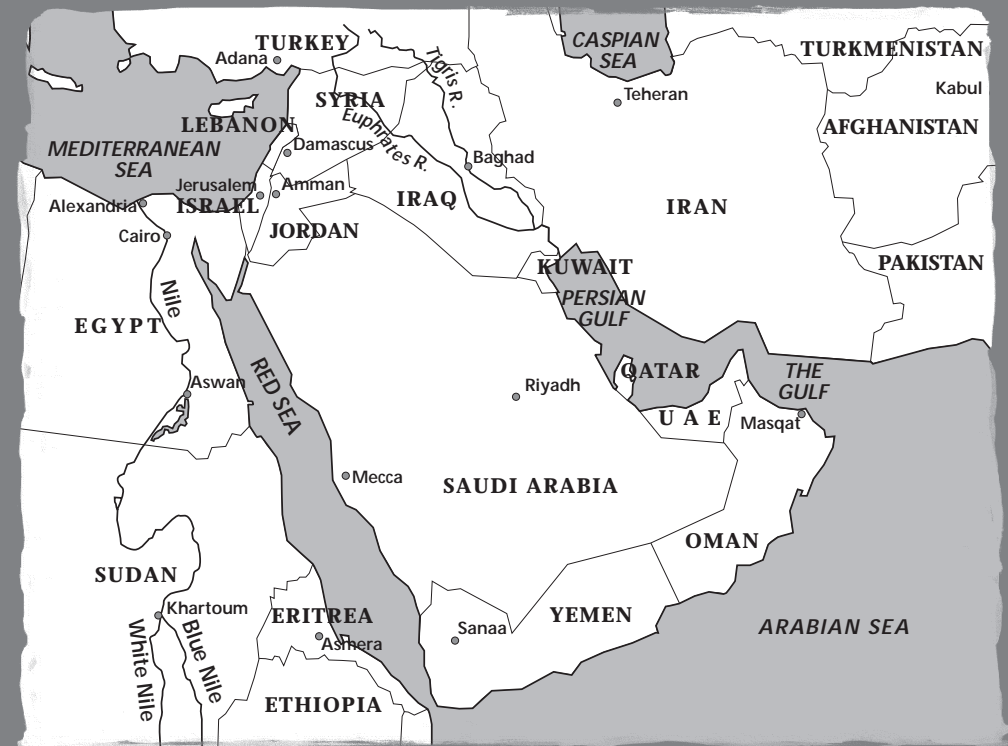 TURKEY
Adana
CASPIAN
SEA
TURKMENISTAN
Tigris R.
Teheran
Kabul
SYRIA
LEBANON
Euphrates R.
AFGHANISTAN
MEDITERRANEAN
SEA
Damascus
Baghad
Jerusalem
Amman
Alexandria
ISRAEL
IRAQ
IRAN
Cairo
JORDAN
KUWAIT
PAKISTAN
Nile
PERSIAN
GULF
EGYPT
Aswan
RED SEA
Riyadh
QATAR
THE
GULF
UAE
Masqat
Mecca
SAUDI ARABIA
OMAN
SUDAN
Khartoum
ERITREA
YEMEN
Sanaa
ARABIAN SEA
Asmera
White Nile
Blue Nile
ETHIOPIA